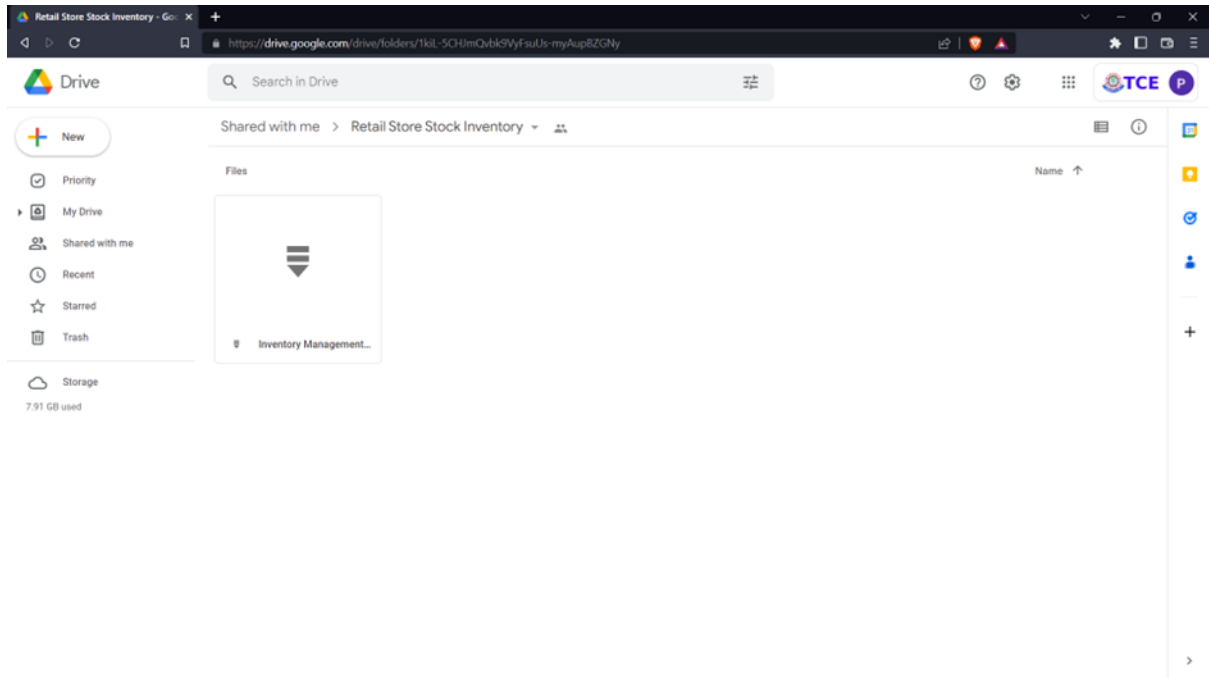 Retail Store Stock Inventory - Goo
https://drive.google.com/drive/folders/1kiL-5CHJmQvbk9VyFsuUs-myAup8ZGNy
Drive
Search in Drive
TCE
P
New
Shared with me > Retail Store Stock Inventory
Files
Name
Priority
My Drive
Shared with me
Recent
Starred
Trash
Inventory Management...
Storage
7.91 GB used